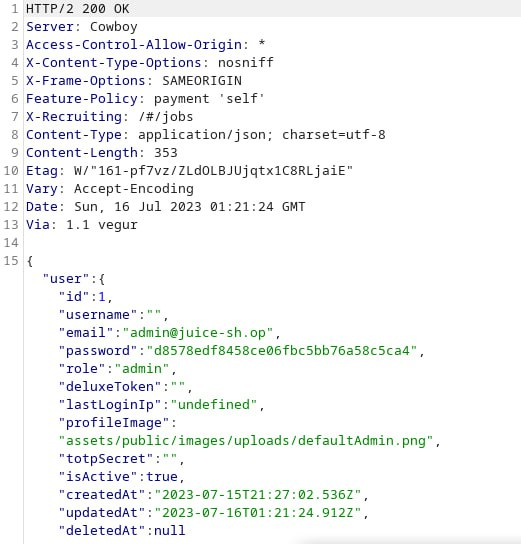 1 HTTP/2 200 OK
2 Server: Cowboy
3 Access-Control-Allow-Origin: *
4 X-Content-Type-Options: nosniff
5 X-Frame-Options: SAMEORIGIN
6 Feature-Policy: payment 'self'
7 X-Recruiting: /#/jobs
8 Content-Type: application/json; charset=utf-8
9 Content-Length: 353
10 Etag: W/"161-pf7vz/ZLdOLBJUjqtx1C8RLjaiE"
11 Vary: Accept-Encoding
12 Date: Sun, 16 Jul 2023 01:21:24 GMT
13 Via: 1.1 vegur
14
15 {
"user":{
"id":1,
"username":"",
"email":"admin@juice-sh.op",
"password":"d8578edf8458ce06fbc5bb76a58c5ca4",
"role":"admin",
"deluxeToken":"",
"lastLoginIp":"undefined",
"profileImage":
"assets/public/images/uploads/defaultAdmin.png",
"totpSecret":"",
"isActive":true,
"createdAt":"2023-07-15T21:27:02.536Z",
"updatedAt":"2023-07-16T01:21:24.912Z",
"deletedAt":null